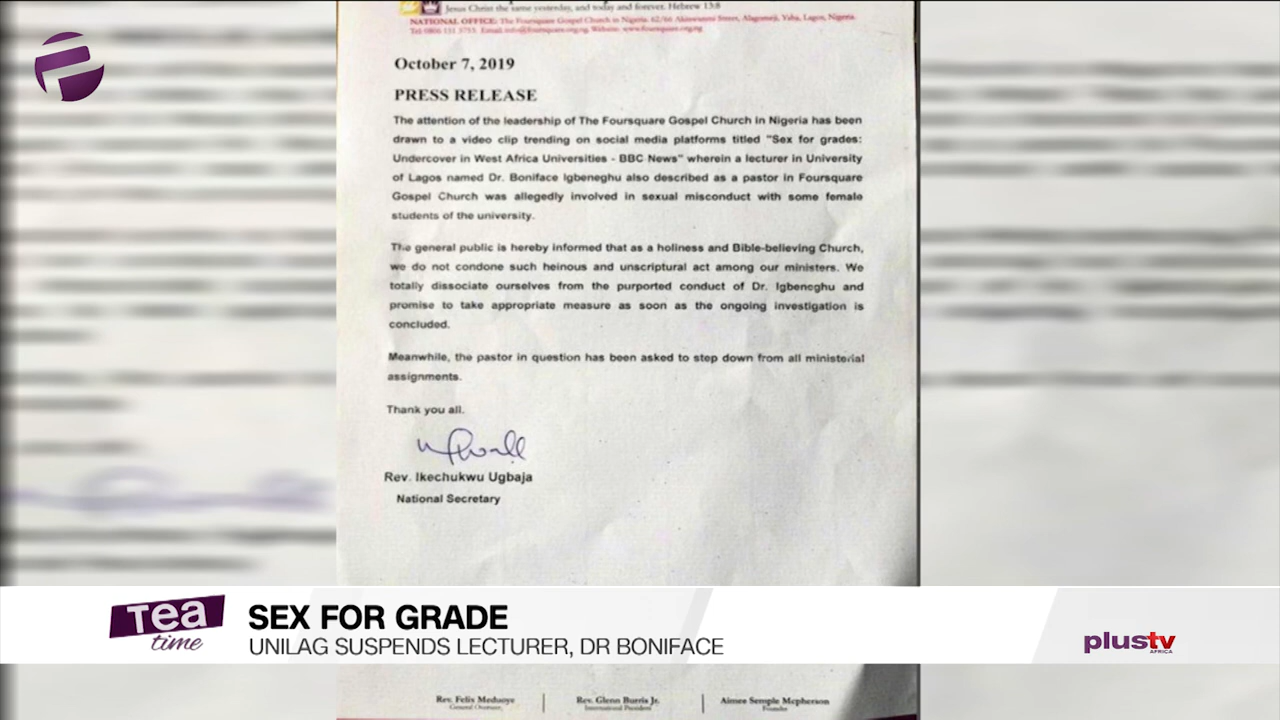 Jesus Christ the same yesterday, and today and forever. Hebrew 13:8
NATIONAL OFFICE: The Foursquare Gospel Church in Nigeria. 62/66 Akinwunmi Street, Alagomeji, Yaba, Lagos, Nigeria.
Tel: 0806 131 3755. Email: info@foursquare.org.ng. Website: www.foursquare.org.ng
October 7, 2019
PRESS RELEASE
The attention of the leadership of The Foursquare Gospel Church in Nigeria has been
drawn to a video clip trending on social media platforms titled "Sex for grades:
Undercover in West Africa Universities - BBC News" wherein a lecturer in University
of Lagos named Dr. Boniface Igbeneghu also described as a pastor in Foursquare
Gospel Church was allegedly involved in sexual misconduct with some female
students of the university.
The general public is hereby informed that as a holiness and Bible-believing Church,
we do not condone such heinous and unscriptural act among our ministers. We
totally dissociate ourselves from the purported conduct of Dr. Igbeneghu and
promise to take appropriate measure as soon as the ongoing investigation is
concluded.
Meanwhile, the pastor in question has been asked to step down from all ministerial
assignments.
Thank you all.
Rev. Ikechukwu Ugbaja
National Secretary
Tea
time
SEX FOR GRADE
UNILAG SUSPENDS LECTURER, DR BONIFACE
plustv
AFRICA
Rev. Felix Meduoye
General Overseer
Rev. Glenn Burris Jr.
International President
Aimee Semple Mcpherson
Founder